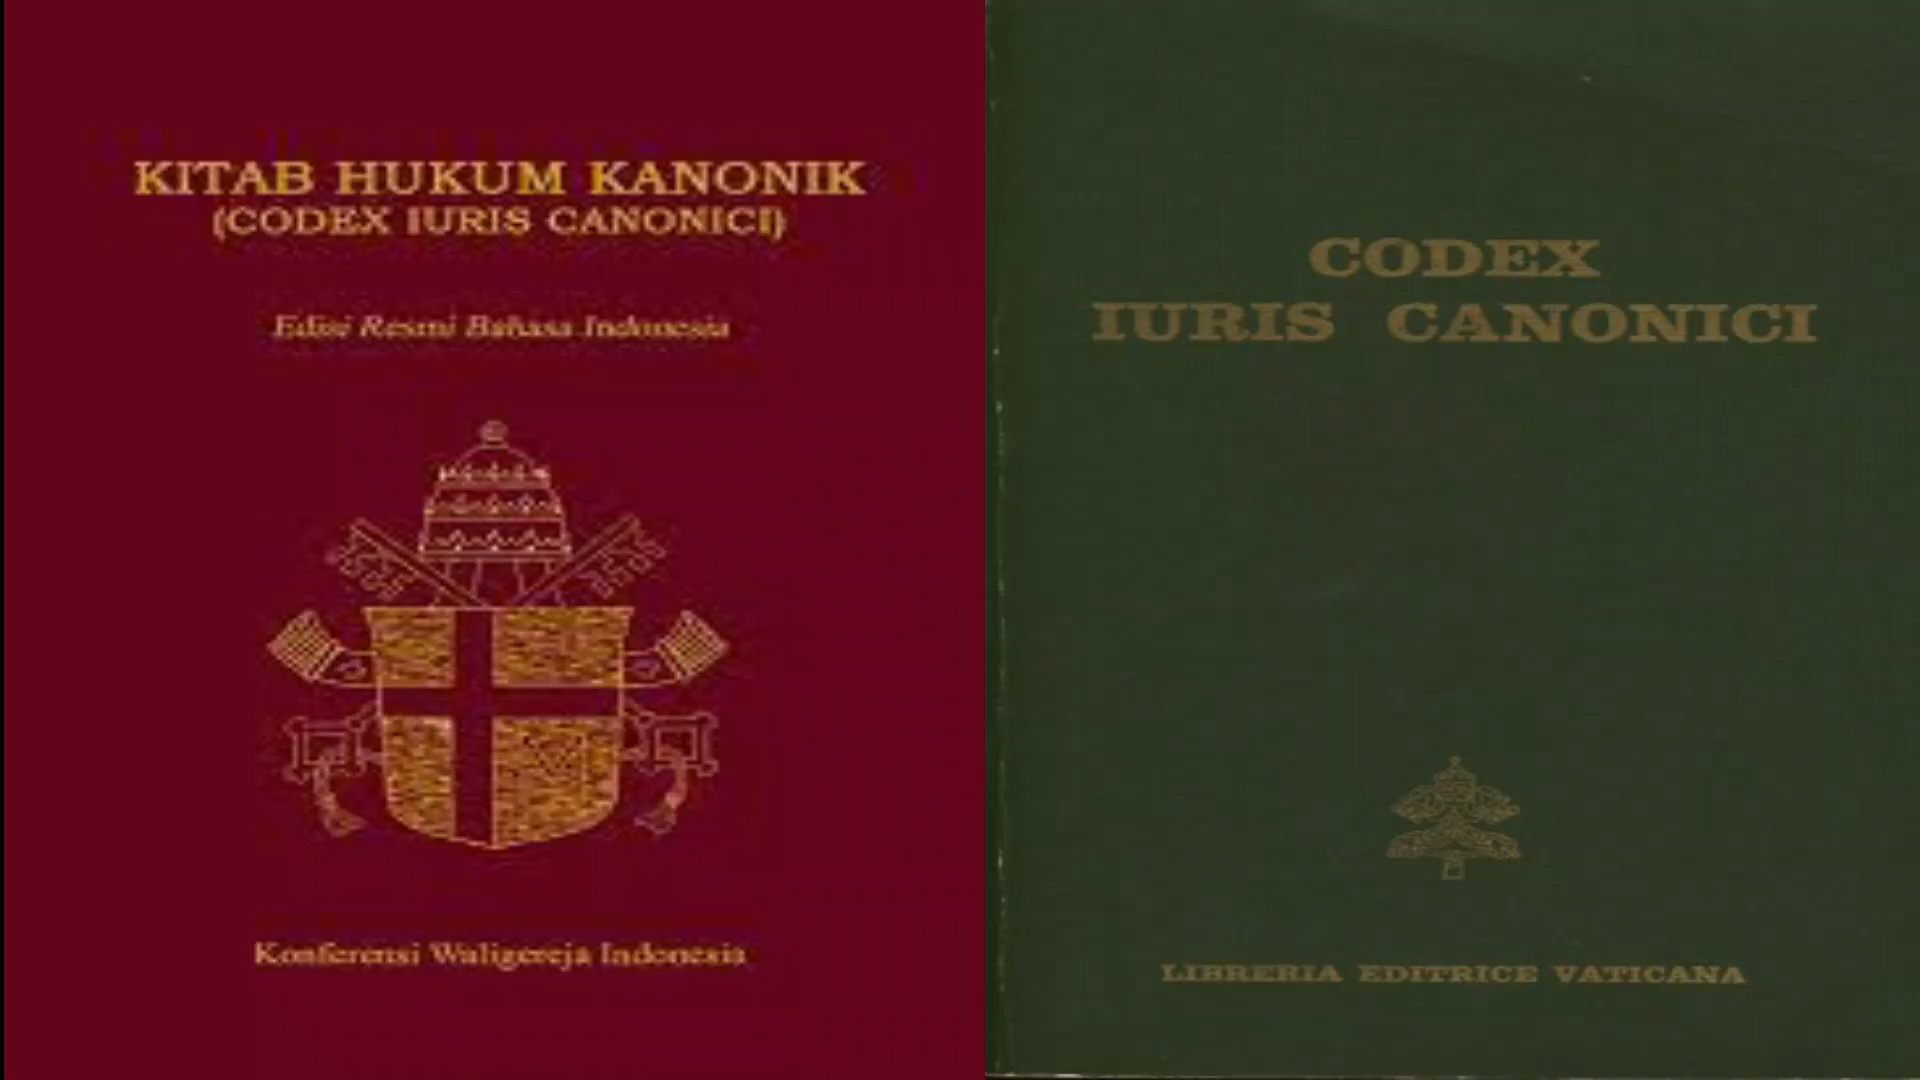 KITAB HUKUM KANONIK
(CODEX IURIS CANONICI)
Edisi Resmi Bahasa Indonesia
Konferensi Waligereja Indonesia
CODEX
IURIS CANONICI
LIBRERIA EDITRICE VATICANA